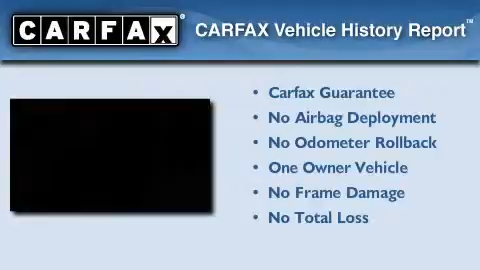 CARFAX® CARFAX Vehicle History Report™
• Carfax Guarantee
• No Airbag Deployment
• No Odometer Rollback
• One Owner Vehicle
• No Frame Damage
• No Total Loss